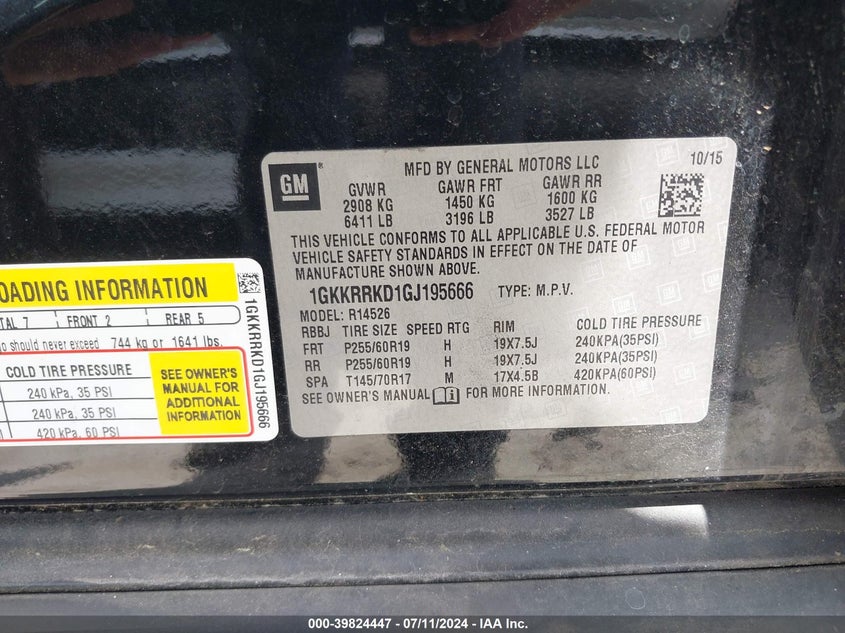 GM
MFD BY GENERAL MOTORS LLC 10/15
GVWR GAWR FRT GAWR RR
2908 KG 1450 KG 1600 KG
6411 LB 3196 LB 3527 LB
THIS VEHICLE CONFORMS TO ALL APPLICABLE U.S. FEDERAL MOTOR
VEHICLE SAFETY STANDARDS IN EFFECT ON THE DATE OF
MANUFACTURE SHOWN ABOVE.
1GKKRRKD1GJ195666 TYPE: M.P.V.
MODEL: R14526
RBBJ TIRE SIZE SPEED RTG RIM COLD TIRE PRESSURE
FRT P255/60R19 H 19X7.5J 240KPA(35PSI)
RR P255/60R19 H 19X7.5J 240KPA(35PSI)
SPA T145/70R17 M 17X4.5B 420KPA(60PSI)
SEE OWNER'S MANUAL FOR MORE INFORMATION.
OADING INFORMATION
TAL 7 FRONT 2 REAR 5
o should never exceed 744 kg or 1641 lbs.
COLD TIRE PRESSURE
240 kPa, 35 PSI
240 kPa, 35 PSI
420 kPa, 60 PSI
SEE OWNER'S
MANUAL FOR
ADDITIONAL
INFORMATION
1GKKRRKD1GJ195666
000-39824447 - 07/11/2024 - IAA Inc.